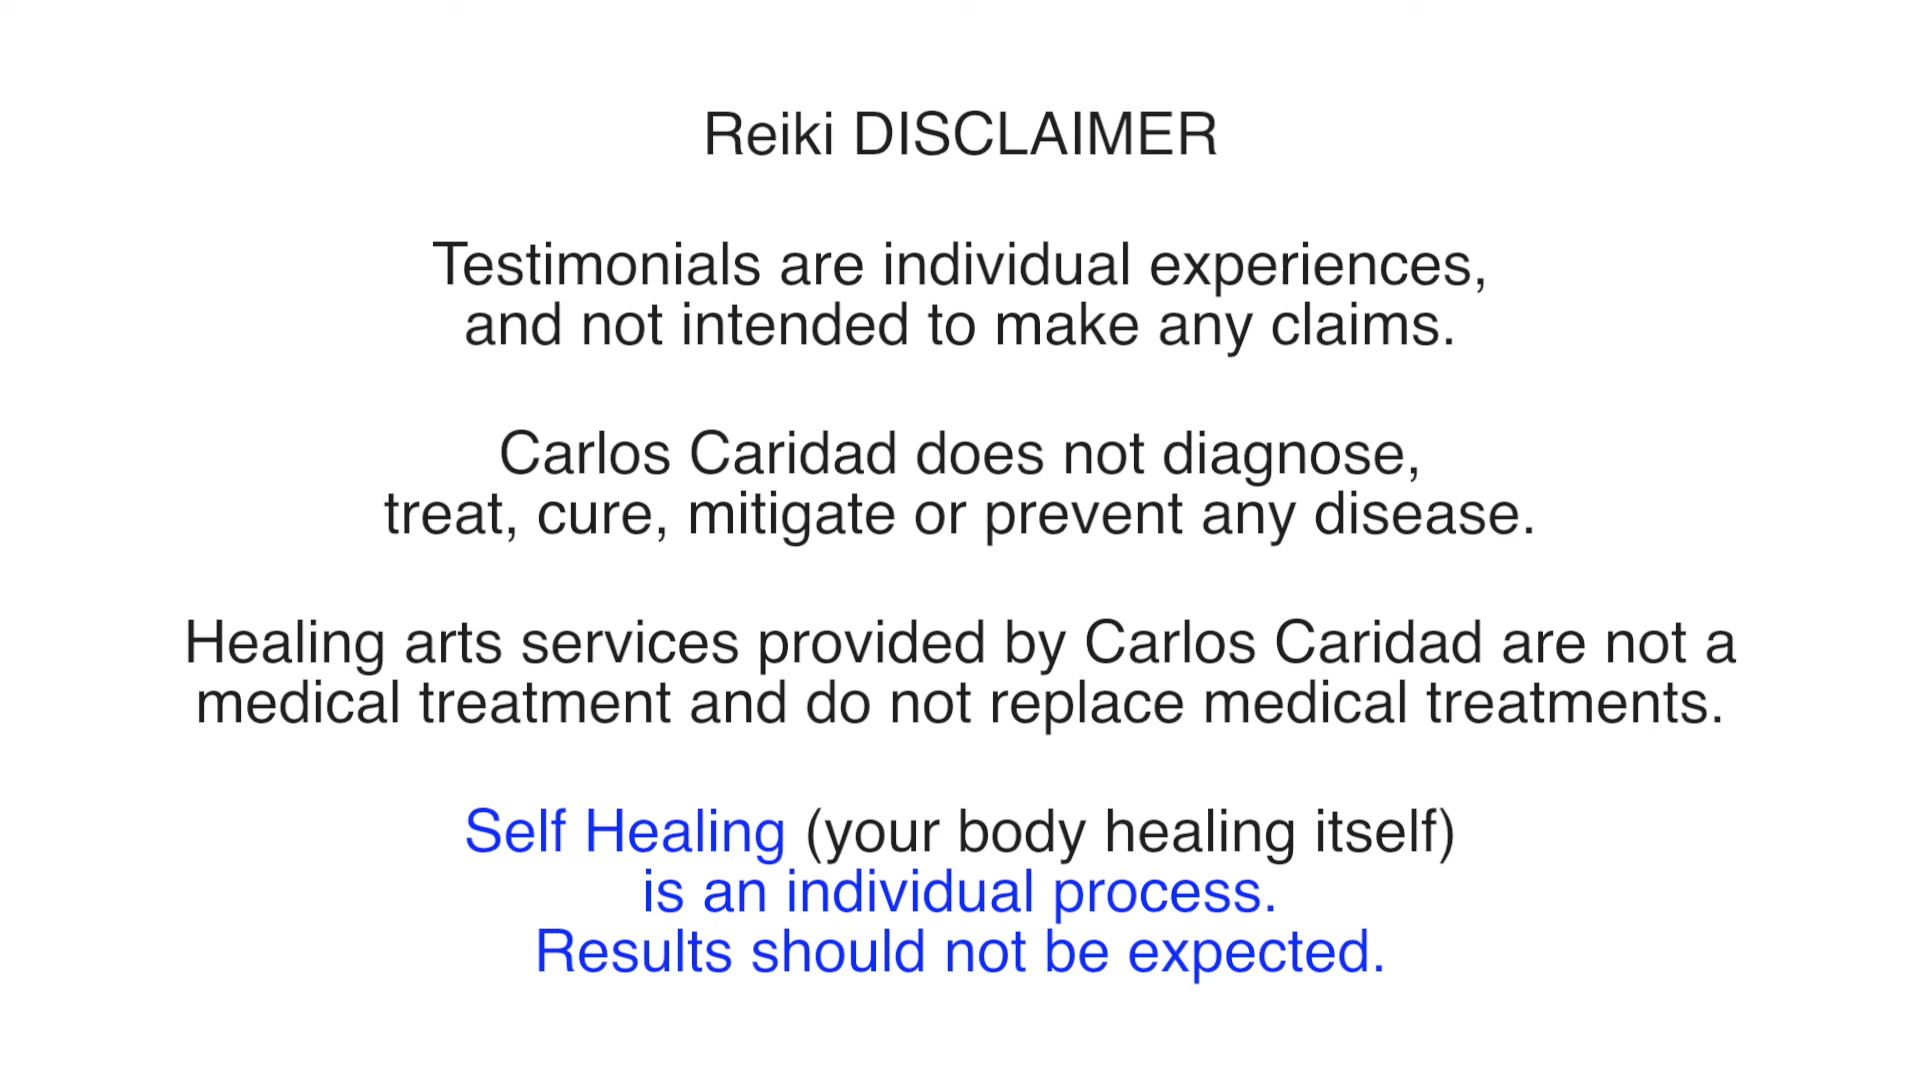 Reiki DISCLAIMER
Testimonials are individual experiences,
and not intended to make any claims.
Carlos Caridad does not diagnose,
treat, cure, mitigate or prevent any disease.
Healing arts services provided by Carlos Caridad are not a
medical treatment and do not replace medical treatments.
Self Healing (your body healing itself)
is an individual process.
Results should not be expected.